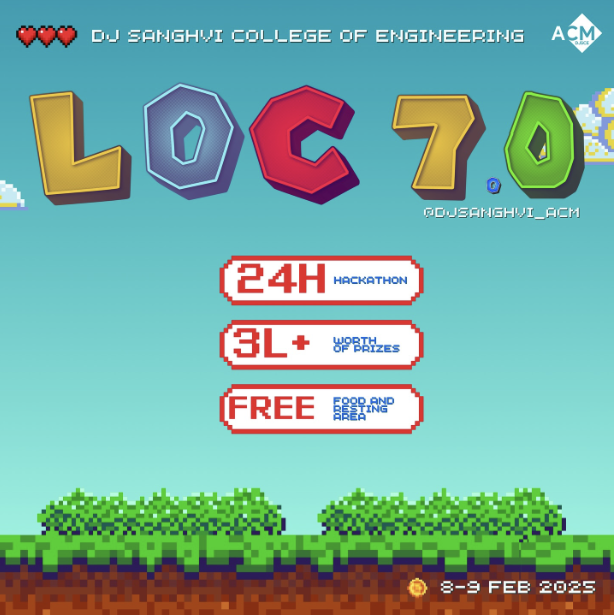 DJ SANGHVI COLLEGE OF ENGINEERING
ACM
LOC 7.0
@DJSANGHVI_ACM
24H HACKATHON
3L+ WORTH
OF PRIZES
FREE FOOD AND
RESTING
AREA
8-9 FEB 2025